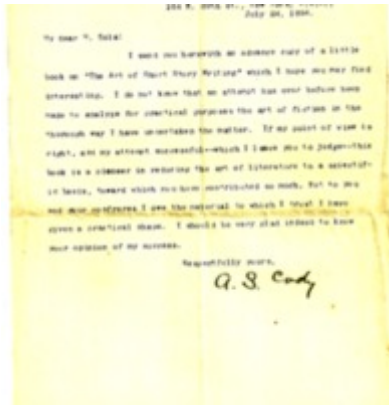 July
I send you herewith an advance copy of a little
book on "The Art of Short Story Writing" which I hope you may find
interesting. I do not know that an attempt has ever before been
made to analyze for practical purposes the art of fiction in the
thorough way I have undertaken the matter. If my point of view is
right, and my attempt successful--which I leave you to judge--this
book is a pioneer in reducing the art of literature to a scientif-
ic basis, toward which you have contributed so much. But to you
and your confreres I owe the material to which I trust I have
given a practical shape. I should be very glad indeed to know
your opinion of my success.
Respectfully yours,
A. S. Cody